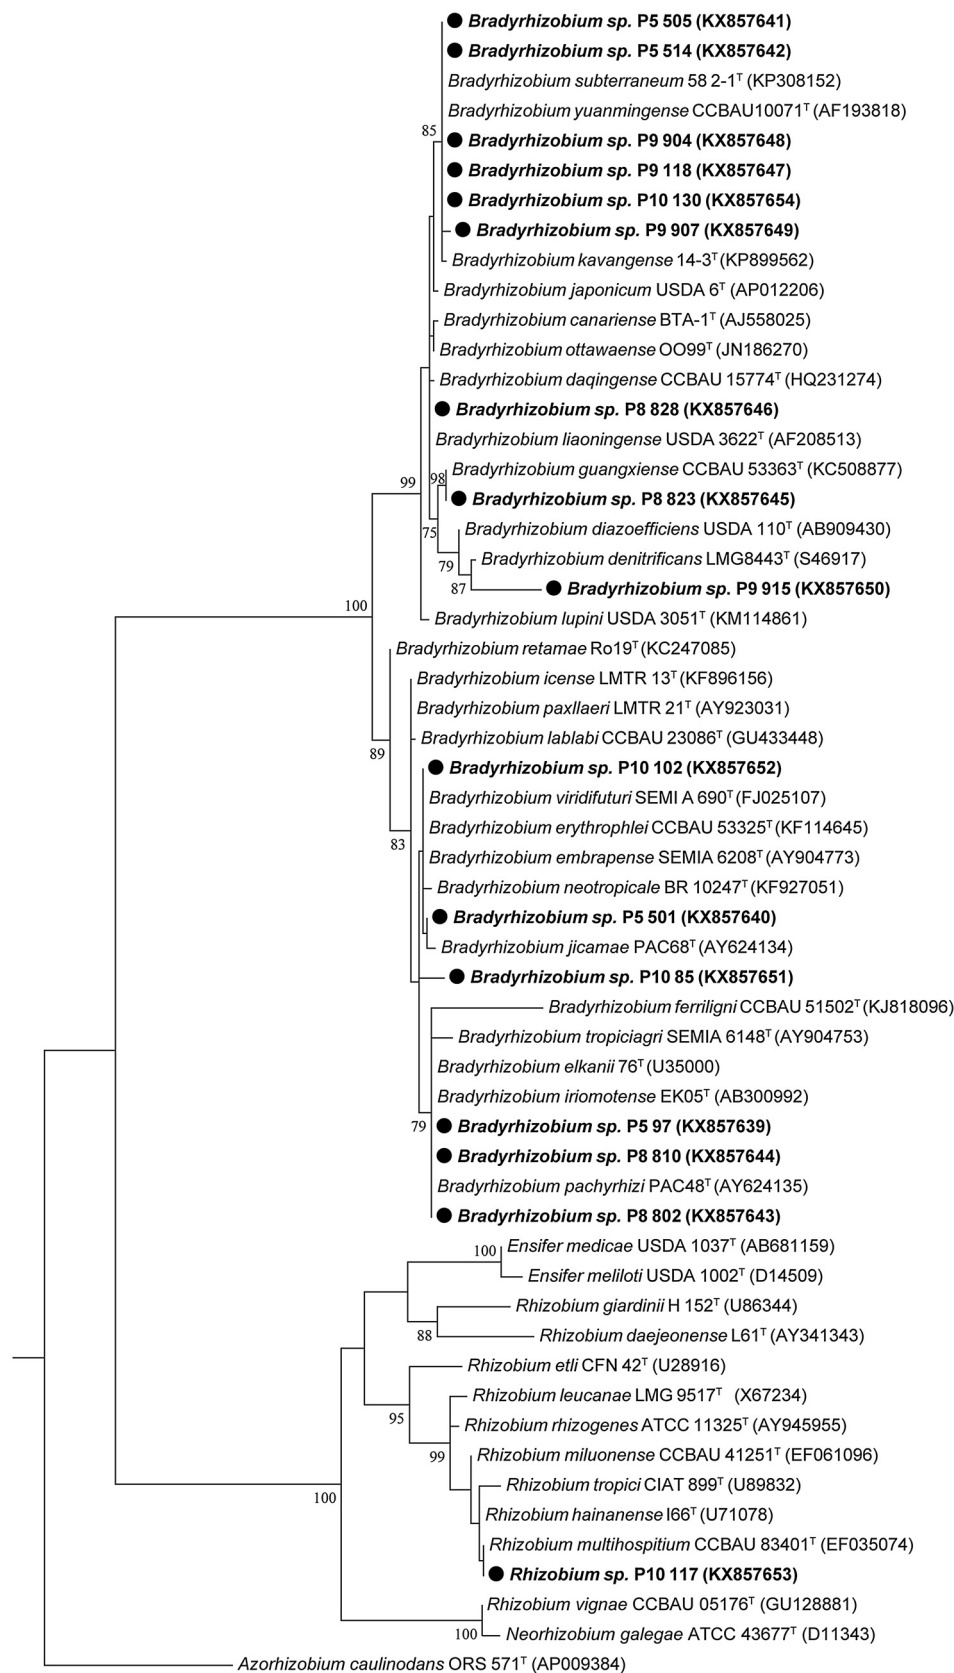 Bradyrhizobium sp. P5 505 (KX857641)
Bradyrhizobium sp. P5 514 (KX857642)
Bradyrhizobium subterraneum 58 2-1ᵀ (KP308152)
Bradyrhizobium yuanmingense CCBAU10071ᵀ (AF193818)
85
Bradyrhizobium sp. P9 904 (KX857648)
Bradyrhizobium sp. P9 118 (KX857647)
Bradyrhizobium sp. P10 130 (KX857654)
Bradyrhizobium sp. P9 907 (KX857649)
Bradyrhizobium kavangense 14-3ᵀ (KP899562)
Bradyrhizobium japonicum USDA 6ᵀ (AP012206)
Bradyrhizobium canariense BTA-1ᵀ (AJ558025)
Bradyrhizobium ottawaense OO99ᵀ (JN186270)
Bradyrhizobium daqingense CCBAU 15774ᵀ (HQ231274)
Bradyrhizobium sp. P8 828 (KX857646)
Bradyrhizobium liaoningense USDA 3622ᵀ (AF208513)
Bradyrhizobium guangxiense CCBAU 53363ᵀ (KC508877)
99
98
Bradyrhizobium sp. P8 823 (KX857645)
Bradyrhizobium diazoefficiens USDA 110ᵀ (AB909430)
75
Bradyrhizobium denitrificans LMG8443ᵀ (S46917)
79
87
Bradyrhizobium sp. P9 915 (KX857650)
100
Bradyrhizobium lupini USDA 3051ᵀ (KM114861)
Bradyrhizobium retamae Ro19ᵀ (KC247085)
Bradyrhizobium icense LMTR 13ᵀ (KF896156)
Bradyrhizobium paxllaeri LMTR 21ᵀ (AY923031)
Bradyrhizobium lablabi CCBAU 23086ᵀ (GU433448)
89
Bradyrhizobium sp. P10 102 (KX857652)
Bradyrhizobium viridifuturi SEMI A 690ᵀ (FJ025107)
Bradyrhizobium erythrophlei CCBAU 53325ᵀ (KF114645)
83
Bradyrhizobium embrapense SEMIA 6208ᵀ (AY904773)
Bradyrhizobium neotropicale BR 10247ᵀ (KF927051)
Bradyrhizobium sp. P5 501 (KX857640)
Bradyrhizobium jicamae PAC68ᵀ (AY624134)
Bradyrhizobium sp. P10 85 (KX857651)
Bradyrhizobium ferriligni CCBAU 51502ᵀ (KJ818096)
Bradyrhizobium tropiciagri SEMIA 6148ᵀ (AY904753)
Bradyrhizobium elkanii 76ᵀ (U35000)
Bradyrhizobium iriomotense EK05ᵀ (AB300992)
79
Bradyrhizobium sp. P5 97 (KX857639)
Bradyrhizobium sp. P8 810 (KX857644)
Bradyrhizobium pachyrhizi PAC48ᵀ (AY624135)
Bradyrhizobium sp. P8 802 (KX857643)
100
Ensifer medicae USDA 1037ᵀ (AB681159)
Ensifer meliloti USDA 1002ᵀ (D14509)
Rhizobium giardinii H 152ᵀ (U86344)
88
Rhizobium daejeonense L61ᵀ (AY341343)
Rhizobium etli CFN 42ᵀ (U28916)
Rhizobium leucanae LMG 9517ᵀ (X67234)
95
Rhizobium rhizogenes ATCC 11325ᵀ (AY945955)
99
Rhizobium miluonense CCBAU 41251ᵀ (EF061096)
Rhizobium tropici CIAT 899ᵀ (U89832)
100
Rhizobium hainanense I66ᵀ (U71078)
Rhizobium multihospitium CCBAU 83401ᵀ (EF035074)
Rhizobium sp. P10 117 (KX857653)
Rhizobium vignae CCBAU 05176ᵀ (GU128881)
100
Neorhizobium galegae ATCC 43677ᵀ (D11343)
Azorhizobium caulinodans ORS 571ᵀ (AP009384)